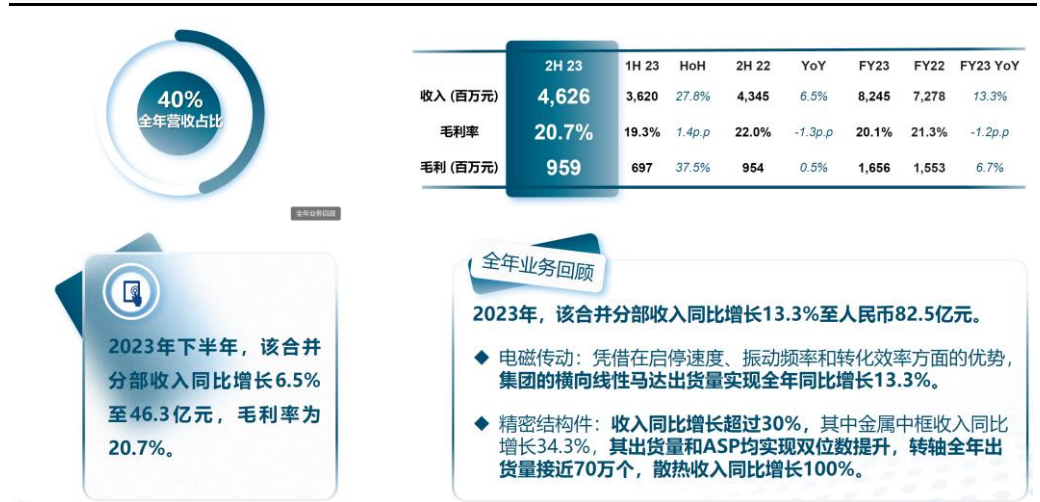 40%
全年营收占比
2H 23 1H 23 HoH 2H 22 YoY FY23 FY22 FY23 YoY
收入 (百万元) 4,626 3,620 27.8% 4,345 6.5% 8,245 7,278 13.3%
毛利率 20.7% 19.3% 1.4p.p 22.0% -1.3p.p 20.1% 21.3% -1.2p.p
毛利 (百万元) 959 697 37.5% 954 0.5% 1,656 1,553 6.7%
全年业务回顾
2023年下半年，该合并
分部收入同比增长6.5%
至46.3亿元，毛利率为
20.7%。
全年业务回顾
2023年，该合并分部收入同比增长13.3%至人民币82.5亿元。
◆ 电磁传动：凭借在启停速度、振动频率和转化效率方面的优势，
集团的横向线性马达出货量实现全年同比增长13.3%。
◆ 精密结构件：收入同比增长超过30%，其中金属中框收入同比
增长34.3%，其出货量和ASP均实现双位数提升，转轴全年出
货量接近70万个，散热收入同比增长100%。